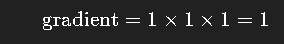 gradient = 1 × 1 × 1 = 1